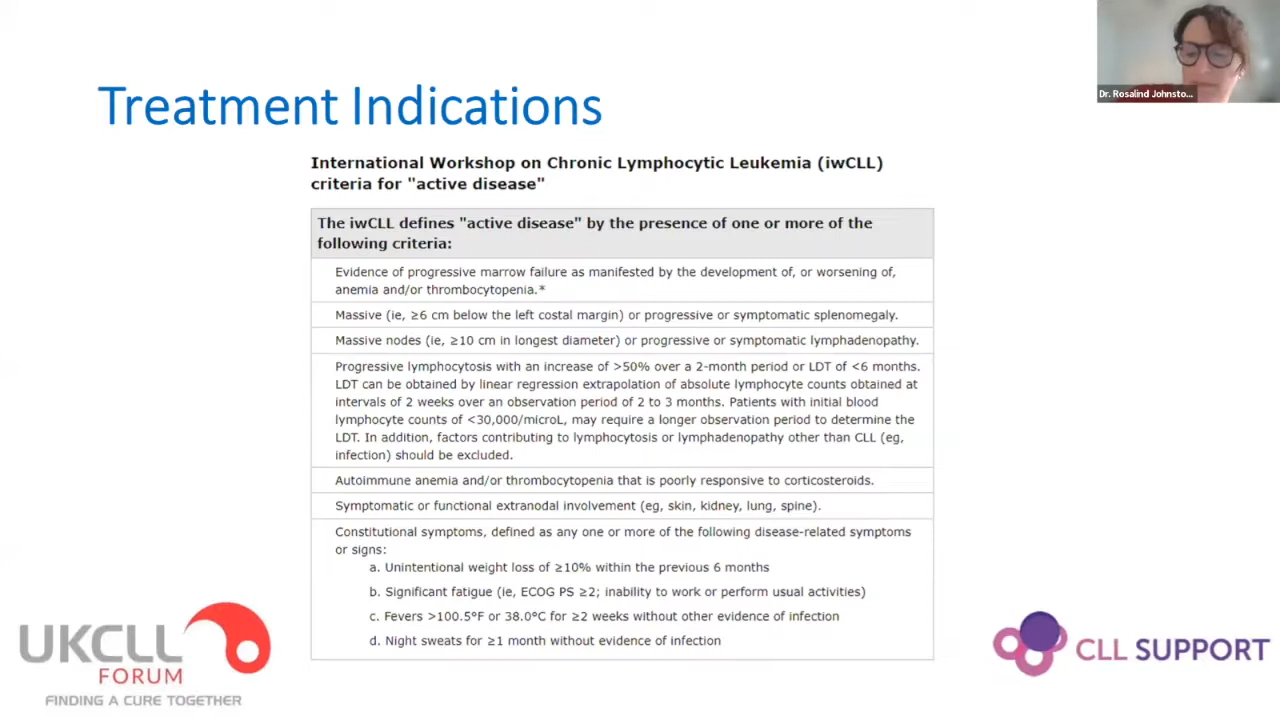 Dr. Rosalind Johnsto...
Treatment Indications
International Workshop on Chronic Lymphocytic Leukemia (iwCLL)
criteria for "active disease"
The iwCLL defines "active disease" by the presence of one or more of the
following criteria:
Evidence of progressive marrow failure as manifested by the development of, or worsening of,
anemia and/or thrombocytopenia.*
Massive (ie, ≥6 cm below the left costal margin) or progressive or symptomatic splenomegaly.
Massive nodes (ie, ≥10 cm in longest diameter) or progressive or symptomatic lymphadenopathy.
Progressive lymphocytosis with an increase of >50% over a 2-month period or LDT of <6 months.
LDT can be obtained by linear regression extrapolation of absolute lymphocyte counts obtained at
intervals of 2 weeks over an observation period of 2 to 3 months. Patients with initial blood
lymphocyte counts of <30,000/microL, may require a longer observation period to determine the
LDT. In addition, factors contributing to lymphocytosis or lymphadenopathy other than CLL (eg,
infection) should be excluded.
Autoimmune anemia and/or thrombocytopenia that is poorly responsive to corticosteroids.
Symptomatic or functional extranodal involvement (eg, skin, kidney, lung, spine).
Constitutional symptoms, defined as any one or more of the following disease-related symptoms
or signs:
a. Unintentional weight loss of ≥10% within the previous 6 months
b. Significant fatigue (ie, ECOG PS ≥2; inability to work or perform usual activities)
c. Fevers >100.5°F or 38.0°C for ≥2 weeks without other evidence of infection
d. Night sweats for ≥1 month without evidence of infection
UKCLL
FORUM
FINDING A CURE TOGETHER
CLL SUPPORT